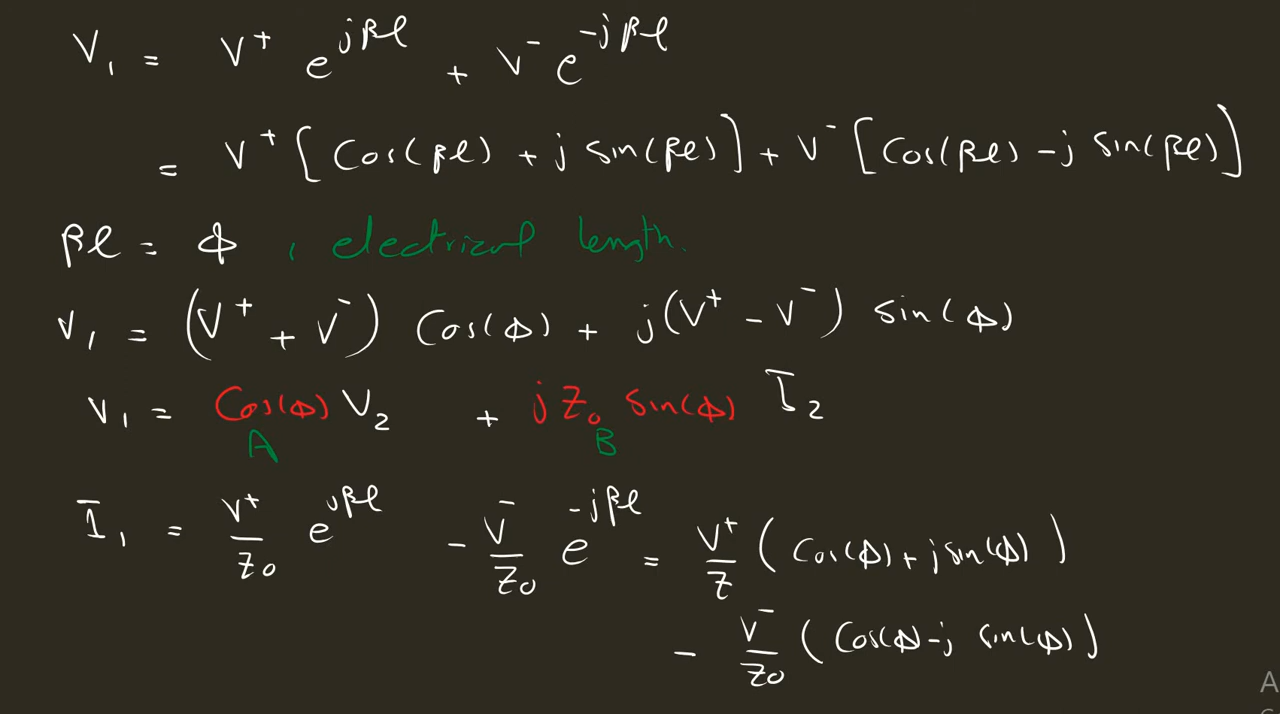 V₁ = V⁺ e^{jβℓ} + V⁻ e^{-jβℓ}
= V⁺ [Cos(βℓ) + j sin(βℓ)] + V⁻ [Cos(βℓ) - j sin(βℓ)]
βℓ = Φ , electrical length.
V₁ = (V⁺ + V⁻) Cos(Φ) + j(V⁺ - V⁻) sin(Φ)
V₁ = Cos(Φ) V₂ + j Z₀ sin(Φ) I₂
A B
I₁ = V⁺/Z₀ e^{jβℓ} - V⁻/Z₀ e^{-jβℓ} = V⁺/Z (Cos(Φ) + j sin(Φ))
- V⁻/Z₀ (Cos(Φ - j sin(Φ))
A